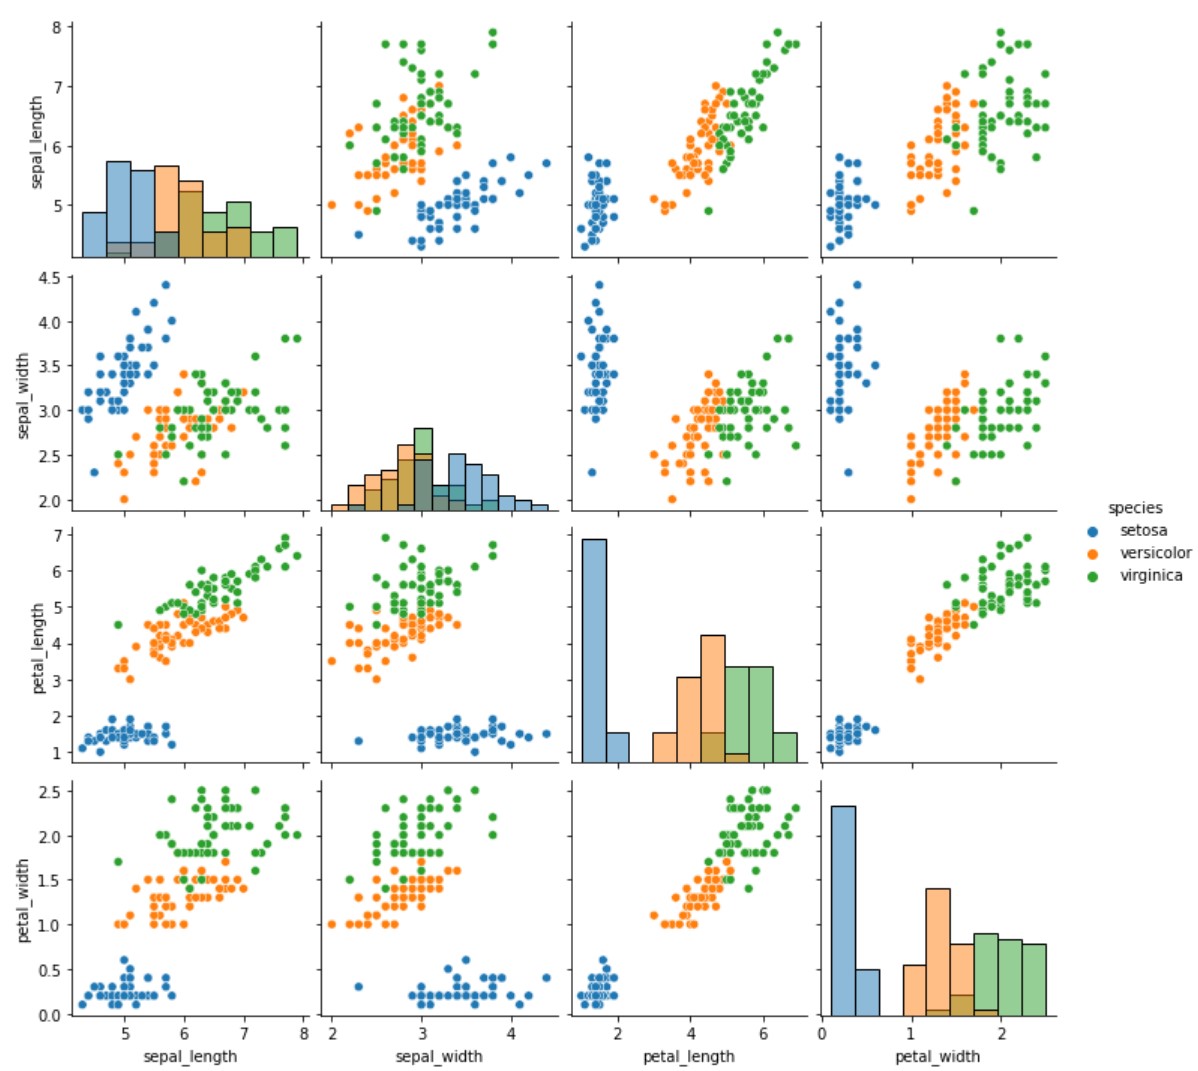 8
7
6
5
sepal_length
4.5
4.0
3.5
3.0
2.5
2.0
sepal_width
species
setosa
versicolor
virginica
7
6
5
4
3
2
1
petal_length
2.5
2.0
1.5
1.0
0.5
0.0
petal_width
5 6 7 8
sepal_length
2 3 4
sepal_width
2 4 6
petal_length
0 1 2
petal_width